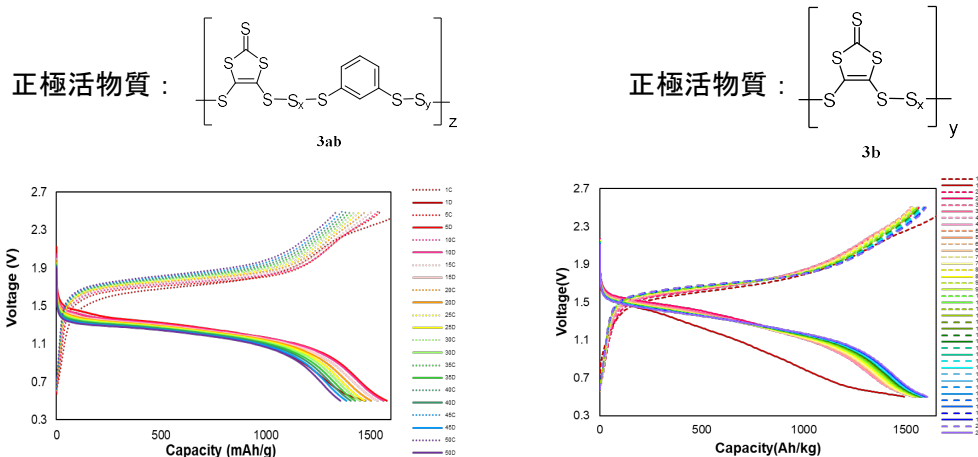 正極活物質：
S
S
S
S
S–Sx–S
S–Sy
z
3ab
正極活物質：
S
S
S
S
S–Sx
y
3b
2.7
2.3
1.9
1.5
1.1
0.7
0.3
Voltage (V)
0
500
1000
1500
Capacity (mAh/g)
1C
1D
5C
5D
10C
10D
15C
15D
20C
20D
25C
25D
30C
30D
35C
35D
40C
40D
45C
45D
50C
50D
2.7
2.3
1.9
1.5
1.1
0.7
0.3
Voltage(V)
0
500
1000
1500
Capacity(Ah/kg)